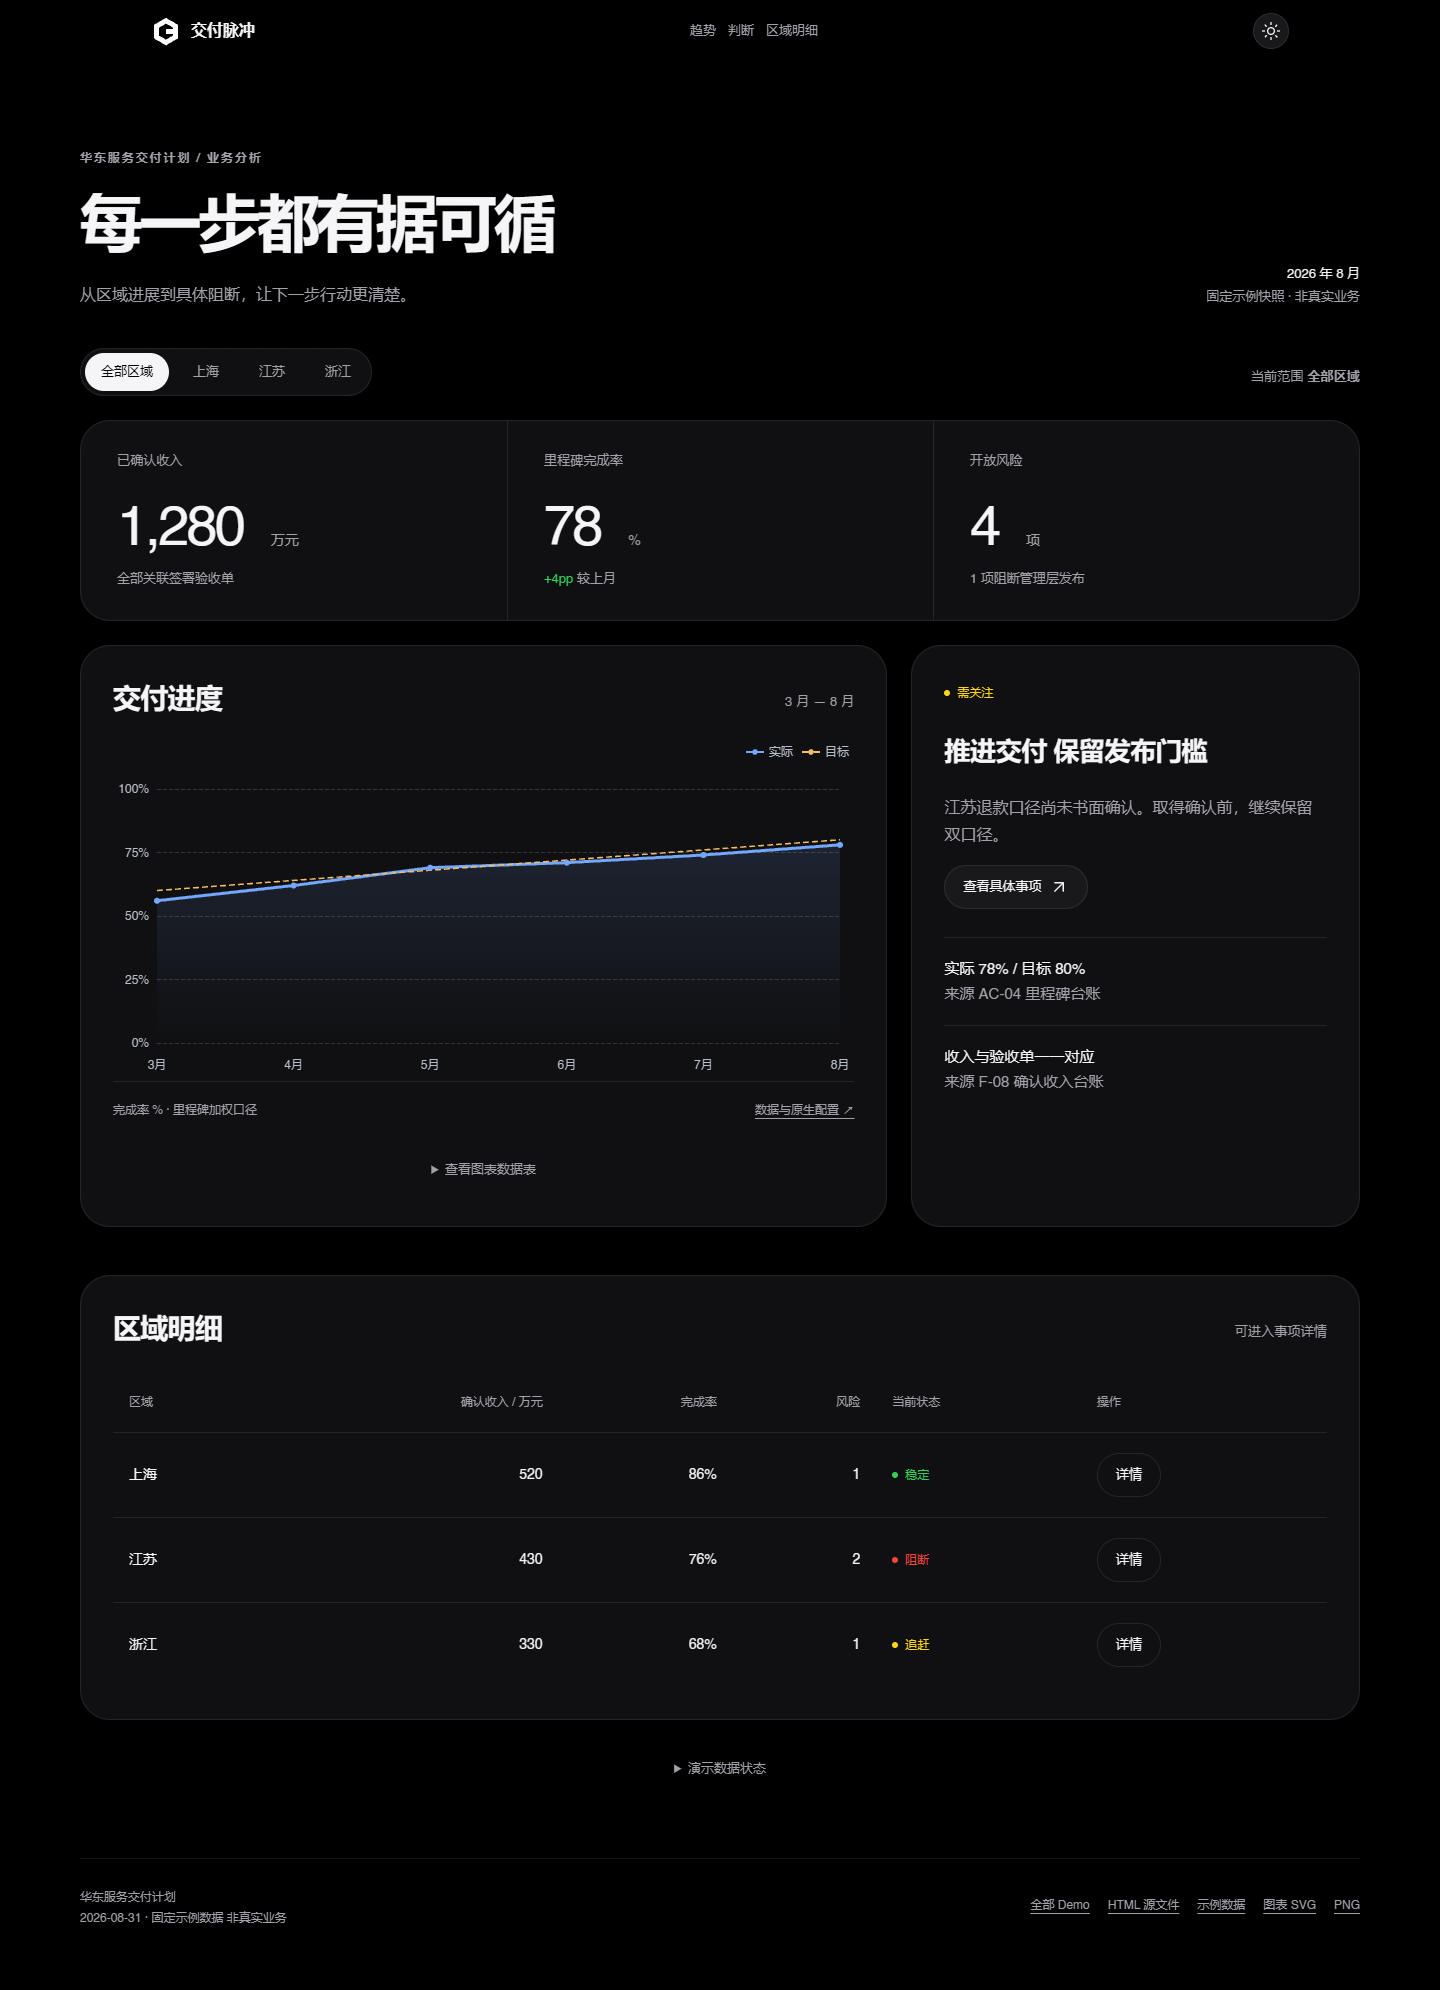 交付脉冲
趋势 判断 区域明细
华东服务交付计划 / 业务分析
每一步都有据可循
从区域进展到具体阻断，让下一步行动更清楚。
2026 年 8 月
固定示例快照 · 非真实业务
全部区域 上海 江苏 浙江
当前范围 全部区域
已确认收入
1,280 万元
全部关联签署验收单
里程碑完成率
78 %
+4pp 较上月
开放风险
4 项
1 项阻断管理层发布
交付进度
3 月 — 8 月
实际 目标
100%
75%
50%
25%
0%
3月 4月 5月 6月 7月 8月
完成率 % · 里程碑加权口径
数据与原生配置 ↗
▶ 查看图表数据表
需关注
推进交付 保留发布门槛
江苏退款口径尚未书面确认。取得确认前，继续保留
双口径。
查看具体事项
实际 78% / 目标 80%
来源 AC-04 里程碑台账
收入与验收单一一对应
来源 F-08 确认收入台账
区域明细
可进入事项详情
区域 确认收入 / 万元 完成率 风险 当前状态 操作
上海 520 86% 1 稳定 详情
江苏 430 76% 2 阻断 详情
浙江 330 68% 1 追赶 详情
▶ 演示数据状态
华东服务交付计划
2026-08-31 · 固定示例数据 非真实业务
全部 Demo HTML 源文件 示例数据 图表 SVG PNG